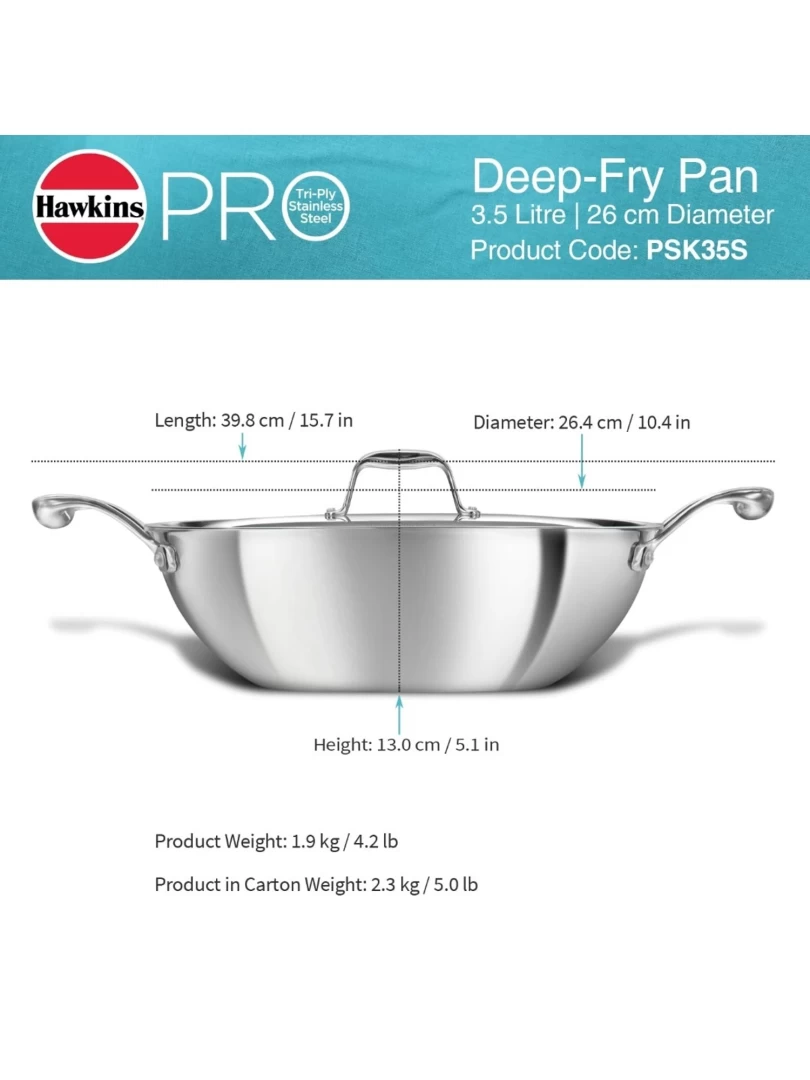 Hawkins
PRO
Tri-Ply
Stainless
Steel
Deep-Fry Pan
3.5 Litre | 26 cm Diameter
Product Code: PSK35S
Length: 39.8 cm / 15.7 in
Diameter: 26.4 cm / 10.4 in
Height: 13.0 cm / 5.1 in
Product Weight: 1.9 kg / 4.2 lb
Product in Carton Weight: 2.3 kg / 5.0 lb